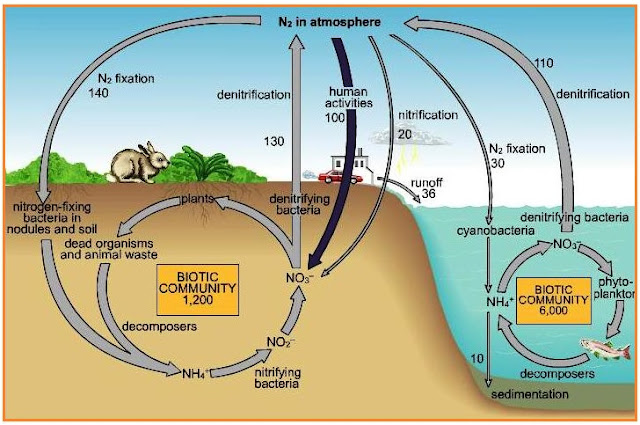 N₂ in atmosphere
N₂ fixation
140
denitrification
130
human
activities
100
nitrification
20
N₂ fixation
30
110
denitrification
runoff
36
nitrogen-fixing
bacteria in
nodules and soil
plants
denitrifying
bacteria
dead organisms
and animal waste
BIOTIC
COMMUNITY
1,200
NO₃⁻
decomposers
NO₂⁻
NH₄⁺
nitrifying
bacteria
cyanobacteria
denitrifying bacteria
NO₃⁻
phyto-
plankton
NH₄⁺
BIOTIC
COMMUNITY
6,000
10
decomposers
sedimentation